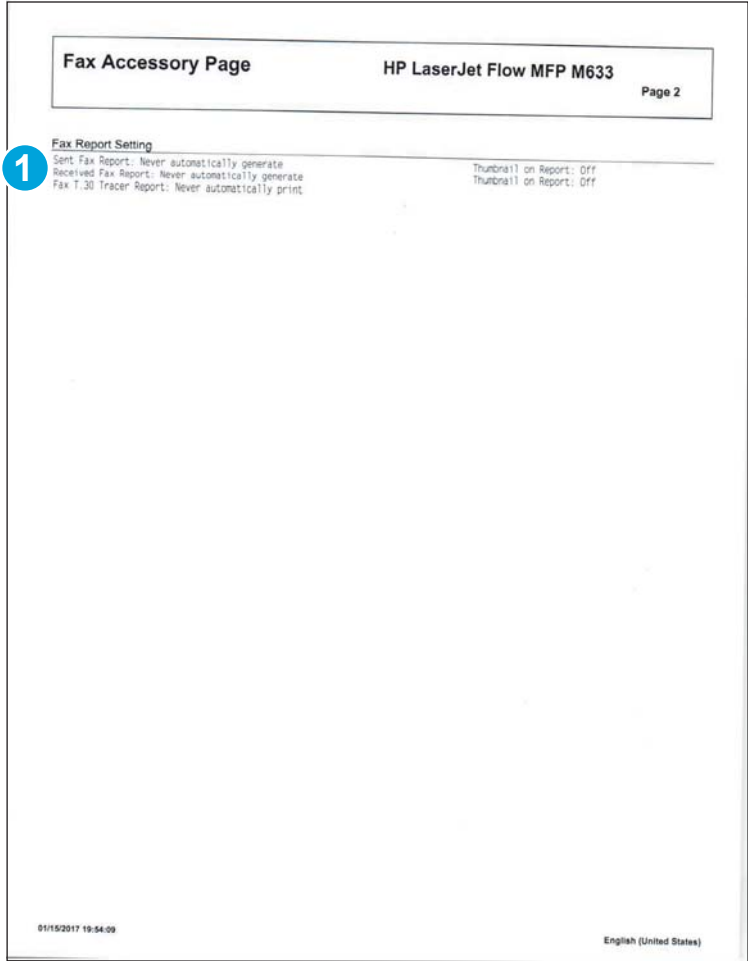 Fax Accessory Page
HP LaserJet Flow MFP M633
Page 2
Fax Report Setting
1
Sent Fax Report: Never automatically generate Thumbnail on Report: Off
Received Fax Report: Never automatically generate Thumbnail on Report: Off
Fax T.30 Tracer Report: Never automatically print
01/15/2017 19:54:09
English (United States)